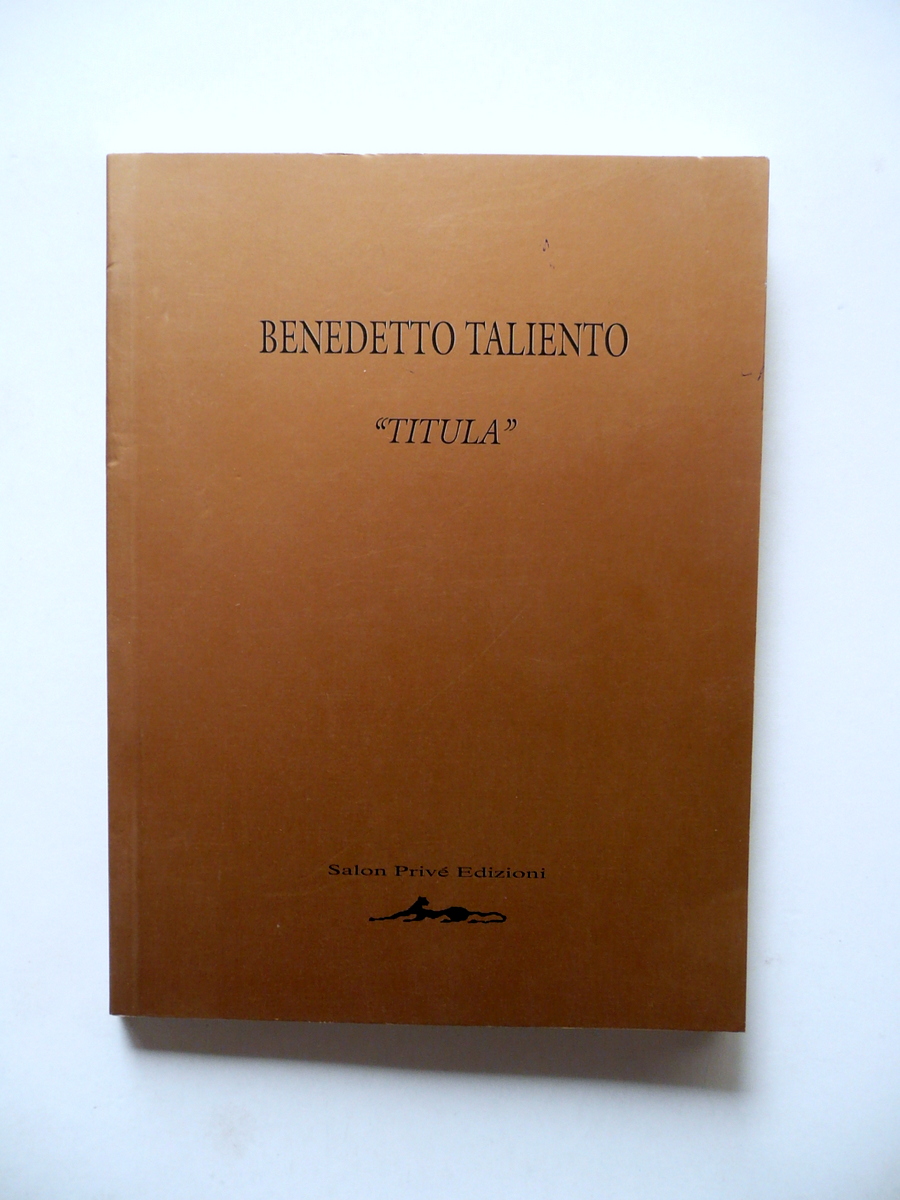 BENEDETTO TALIENTO
“TITULA”
Salon Privé Edizioni